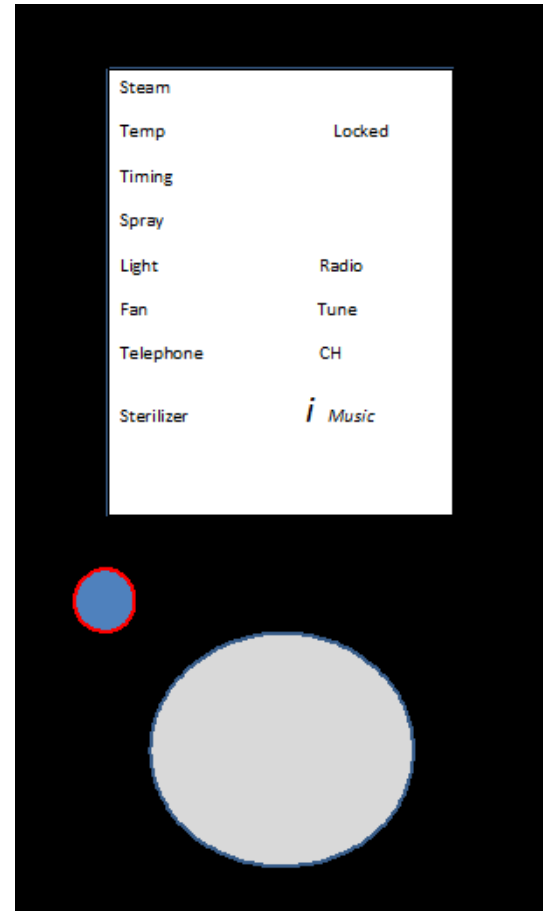 Steam
Temp Locked
Timing
Spray
Light Radio
Fan Tune
Telephone CH
Sterilizer i Music